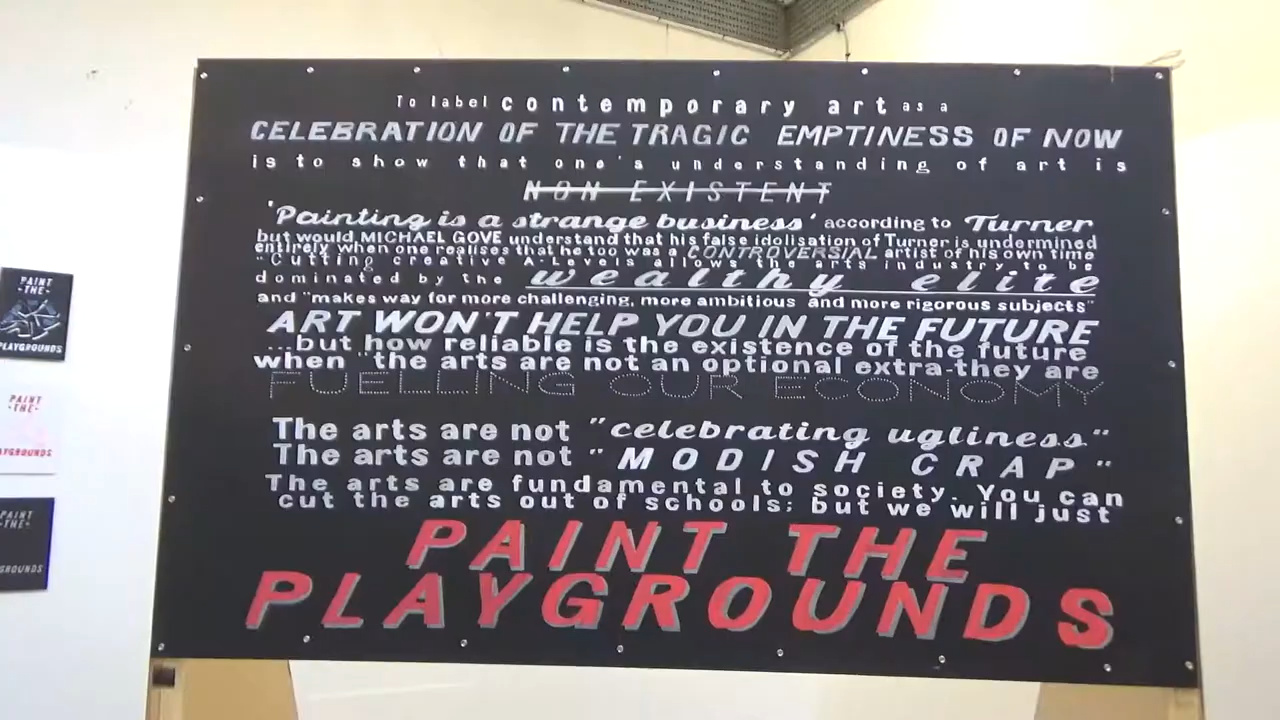 To label contemporary art as a
CELEBRATION OF THE TRAGIC EMPTINESS OF NOW
is to show that one's understanding of art is
NON EXISTENT
'Painting is a strange business' according to Turner
but would MICHAEL GOVE understand that his false idolisation of Turner is undermined
entirely when one realises that he too was a CONTROVERSIAL artist of his own time
"Cutting creative A-Levels allows the arts industry to be
dominated by the wealthy elite
and "makes way for more challenging, more ambitious and more rigorous subjects"
ART WON'T HELP YOU IN THE FUTURE
...but how reliable is the existence of the future
when "the arts are not an optional extra-they are
FUELLING OUR ECONOMY
The arts are not "celebrating ugliness"
The arts are not "MODISH CRAP"
The arts are fundamental to society. You can
cut the arts out of schools; but we will just
PAINT THE
PLAYGROUNDS
PAINT
-THE-
PLAYGROUNDS
PAINT
-THE-
AYGROUNDS
PAINT
-THE-
GROUNDS